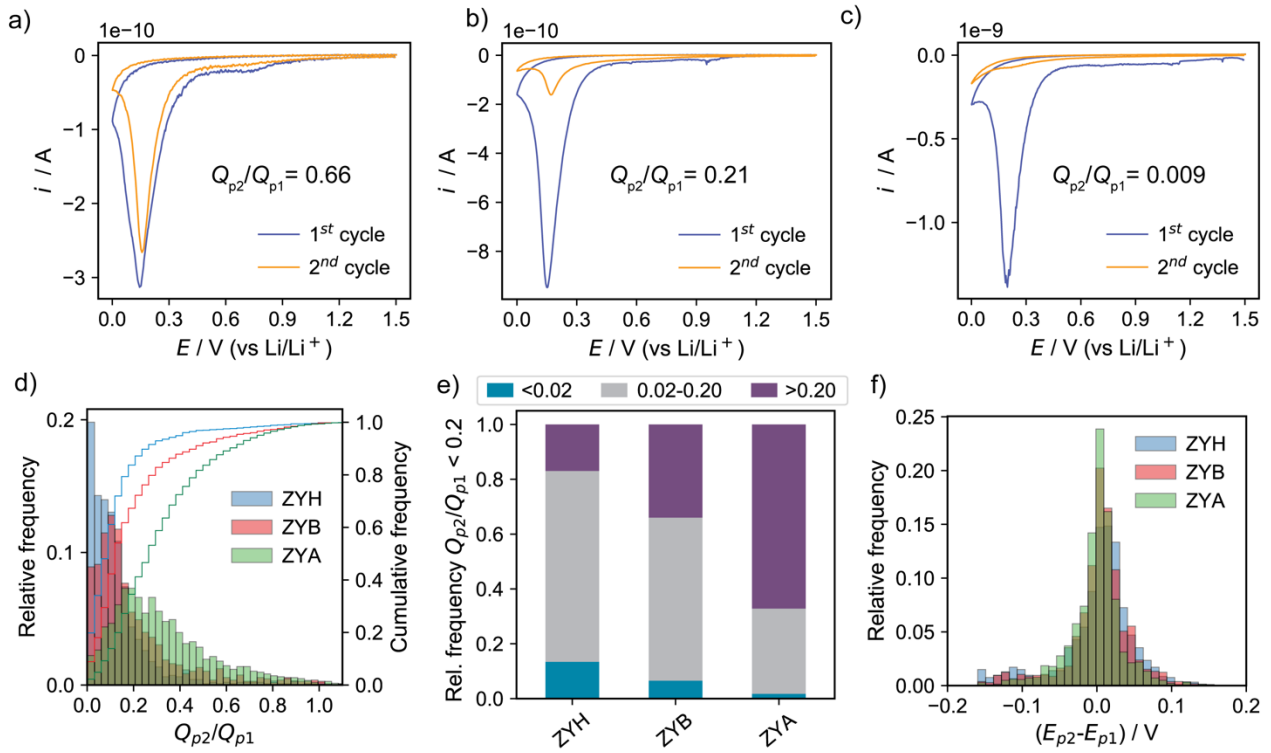 a)
1e−10
0
−1
−2
−3
i / A
Q_p2/Q_p1 = 0.66
1st cycle
2nd cycle
0.0 0.3 0.6 0.9 1.2 1.5
E / V (vs Li/Li+)
b)
1e−10
0
−2
−4
−6
−8
i / A
Q_p2/Q_p1 = 0.21
1st cycle
2nd cycle
0.0 0.3 0.6 0.9 1.2 1.5
E / V (vs Li/Li+)
c)
1e−9
0.0
−0.5
−1.0
i / A
Q_p2/Q_p1 = 0.009
1st cycle
2nd cycle
0.0 0.3 0.6 0.9 1.2 1.5
E / V (vs Li/Li+)
d)
0.2
0.1
0.0
Relative frequency
ZYH
ZYB
ZYA
1.0
0.8
0.6
0.4
0.2
0.0
Cumulative frequency
0.0 0.2 0.4 0.6 0.8 1.0
Q_p2/Q_p1
e)
<0.02 0.02-0.20 >0.20
1.0
0.8
0.6
0.4
0.2
0.0
Rel. frequency Q_p2/Q_p1 < 0.2
ZYH ZYB ZYA
f)
0.25
0.20
0.15
0.10
0.05
0.00
Relative frequency
ZYH
ZYB
ZYA
−0.2 −0.1 0.0 0.1 0.2
(E_p2-E_p1) / V